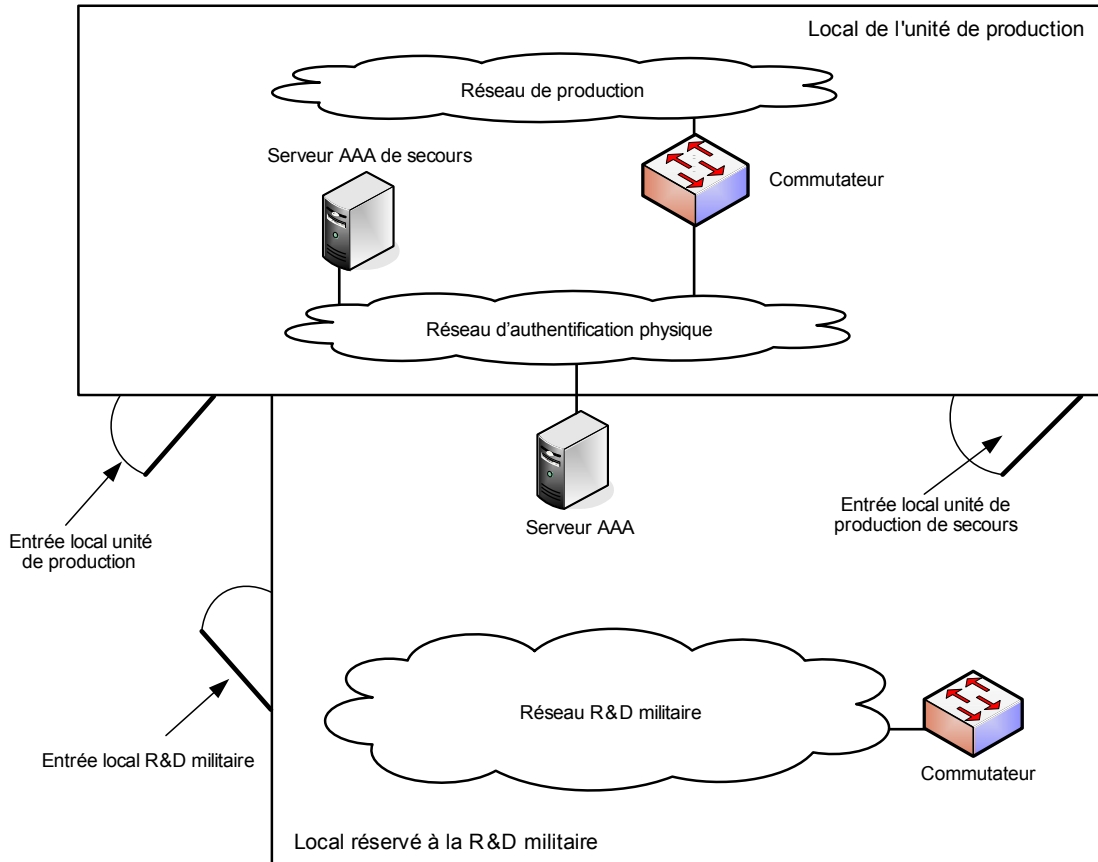 Local de l'unité de production
Réseau de production
Serveur AAA de secours
Commutateur
Réseau d'authentification physique
Entrée local unité
de production
Serveur AAA
Entrée local unité de
production de secours
Entrée local R&D militaire
Réseau R&D militaire
Commutateur
Local réservé à la R&D militaire